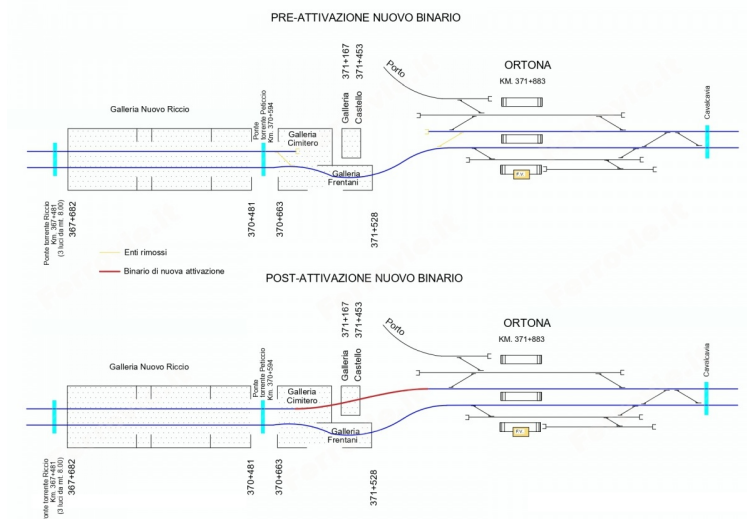 PRE-ATTIVAZIONE NUOVO BINARIO
371+167
371+453
Galleria
Castello
Porto
ORTONA
KM. 371+883
Cavalcavia
Galleria Nuovo Riccio
Ponte
torrente Peticcio
Km. 370+594
Galleria
Cimitero
Galleria
Frentani
F.V.
Ponte torrente Riccio
Km. 367+481
(3 luci da mt. 8.00)
367+682
370+481
370+663
371+528
Enti rimossi
Binario di nuova attivazione
POST-ATTIVAZIONE NUOVO BINARIO
371+167
371+453
Galleria
Castello
Porto
ORTONA
KM. 371+883
Cavalcavia
Galleria Nuovo Riccio
Ponte
torrente Peticcio
Km. 370+594
Galleria
Cimitero
Galleria
Frentani
F.V.
Ponte torrente Riccio
Km. 367+481
(3 luci da mt. 8.00)
367+682
370+481
370+663
371+528